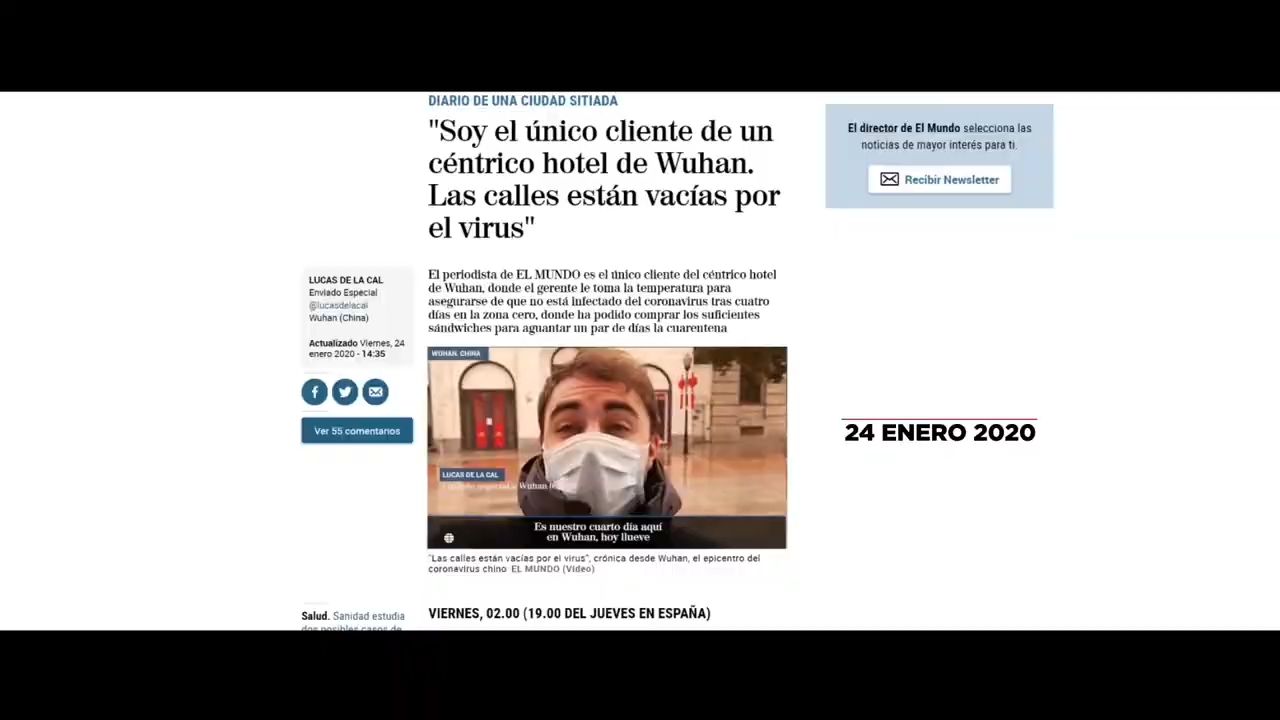 DIARIO DE UNA CIUDAD SITIADA
"Soy el único cliente de un
céntrico hotel de Wuhan.
Las calles están vacías por
el virus"
El director de El Mundo selecciona las
noticias de mayor interés para ti.
Recibir Newsletter
LUCAS DE LA CAL
Enviado Especial
@lucasdelacal
Wuhan (China)
Actualizado Viernes, 24
enero 2020 - 14:35
Ver 55 comentarios
El periodista de EL MUNDO es el único cliente del céntrico hotel
de Wuhan, donde el gerente le toma la temperatura para
asegurarse de que no está infectado del coronavirus tras cuatro
días en la zona cero, donde ha podido comprar los suficientes
sándwiches para aguantar un par de días la cuarentena
WUHAN. CHINA
LUCAS DE LA CAL
Wuhan
Es nuestro cuarto día aquí
en Wuhan, hoy llueve
24 ENERO 2020
"Las calles están vacías por el virus", crónica desde Wuhan, el epicentro del
coronavirus chino EL MUNDO (Vídeo)
Salud. Sanidad estudia
dos posibles casos de
VIERNES, 02.00 (19.00 DEL JUEVES EN ESPAÑA)